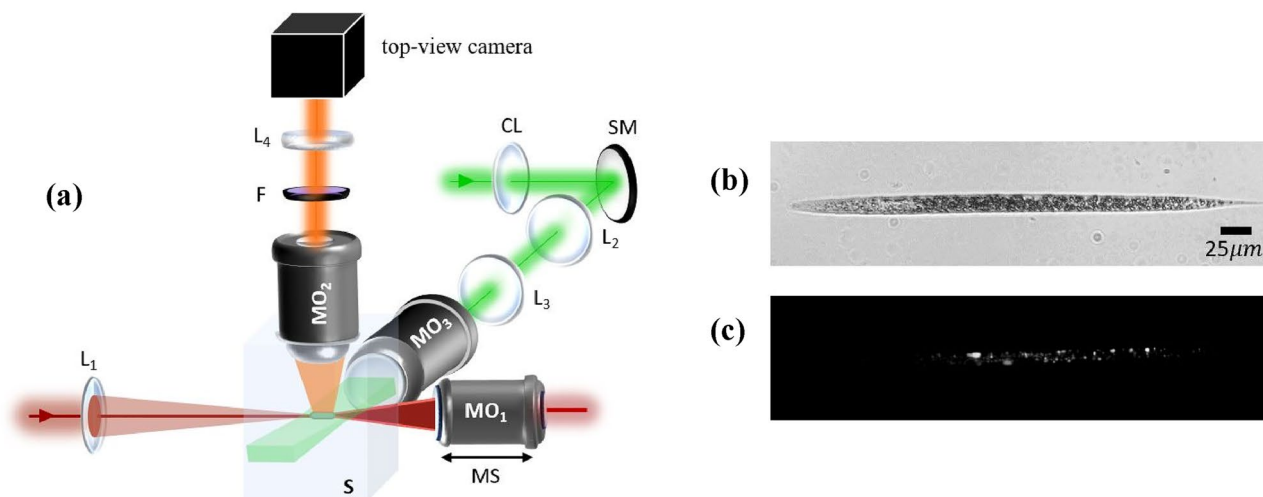 top-view camera
L4
CL
SM
(a)
F
L2
MO2
L3
MO3
L1
MO1
MS
S
(b)
25μm
(c)